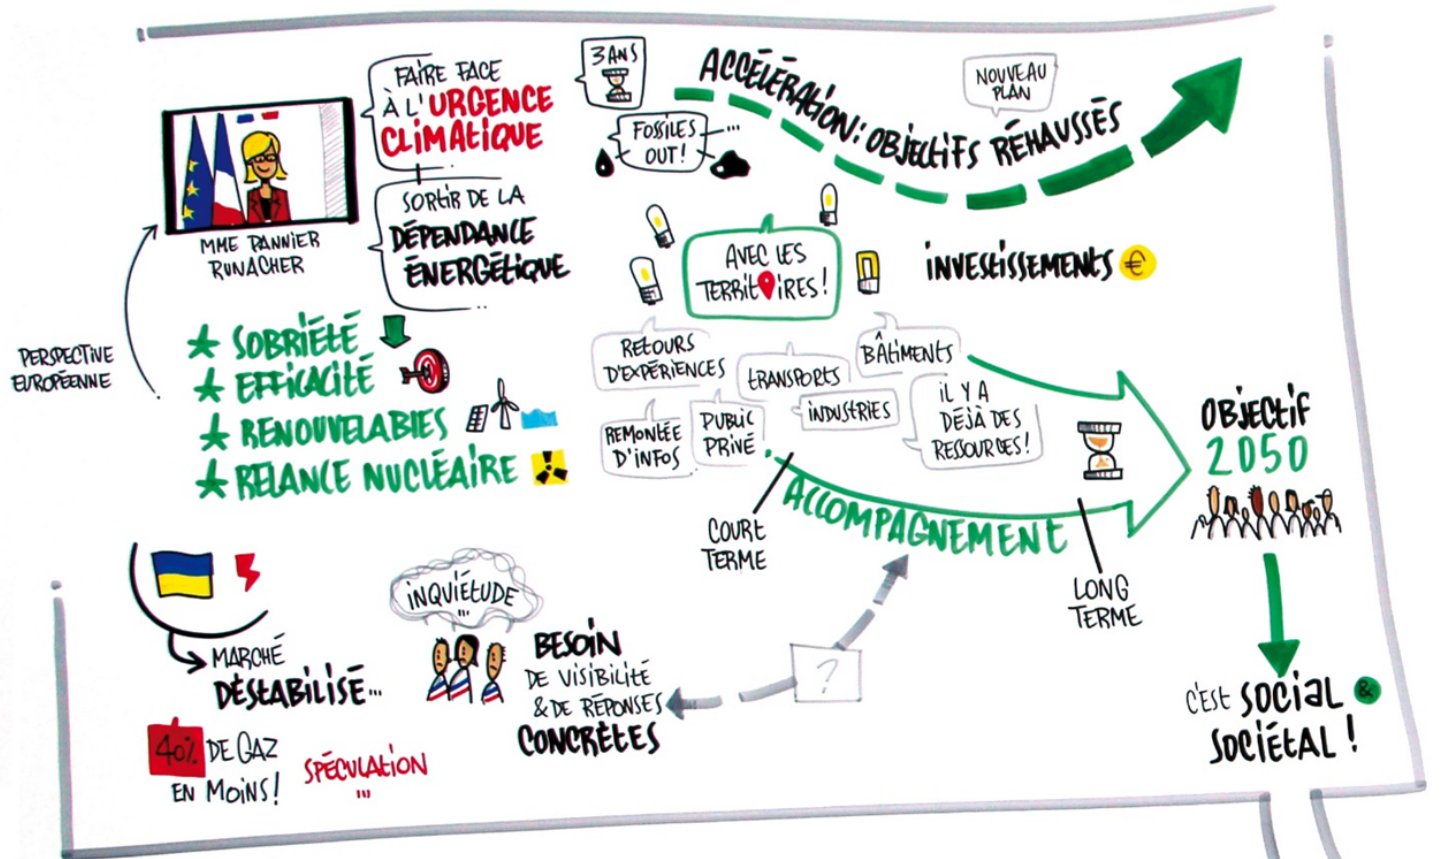 FAIRE FACE
À L'URGENCE
CLIMATIQUE
SORTIR DE LA
DÉPENDANCE
ÉNERGÉTIQUE
MME PANNIER
RUNACHER
PERSPECTIVE
EUROPÉENNE
SOBRIÉTÉ
EFFICACITÉ
RENOUVELABLES
RELANCE NUCLÉAIRE
MARCHÉ
DÉSTABILISÉ...
40% DE GAZ
EN MOINS!
SPÉCULATION
...
INQUIÉTUDE
...
BESOIN
DE VISIBILITÉ
& DE RÉPONSES
CONCRÈTES
?
3 ANS
FOSSILES
OUT!
...
ACCÉLÉRATION: OBJECTIFS RÉHAUSSÉS
NOUVEAU
PLAN
AVEC LES
TERRITOIRES!
INVESTISSEMENTS €
RETOURS
D'EXPÉRIENCES
TRANSPORTS
BÂTIMENTS
REMONTÉE
D'INFOS
PUBLIC
PRIVÉ
INDUSTRIES
IL Y A
DÉJÀ DES
RESSOURCES!
COURT
TERME
ACCOMPAGNEMENT
LONG
TERME
OBJECTIF
2050
C'EST SOCIAL &
SOCIÉTAL!